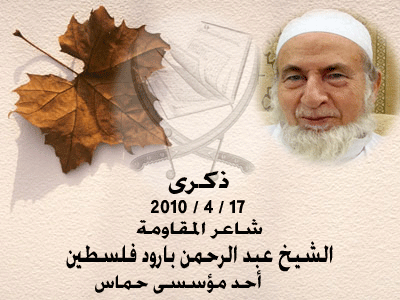 ذكرى
17 / 4 / 2010
شاعر المقاومة
الشيخ عبد الرحمن بارود فلسطين
أحد مؤسسى حماس